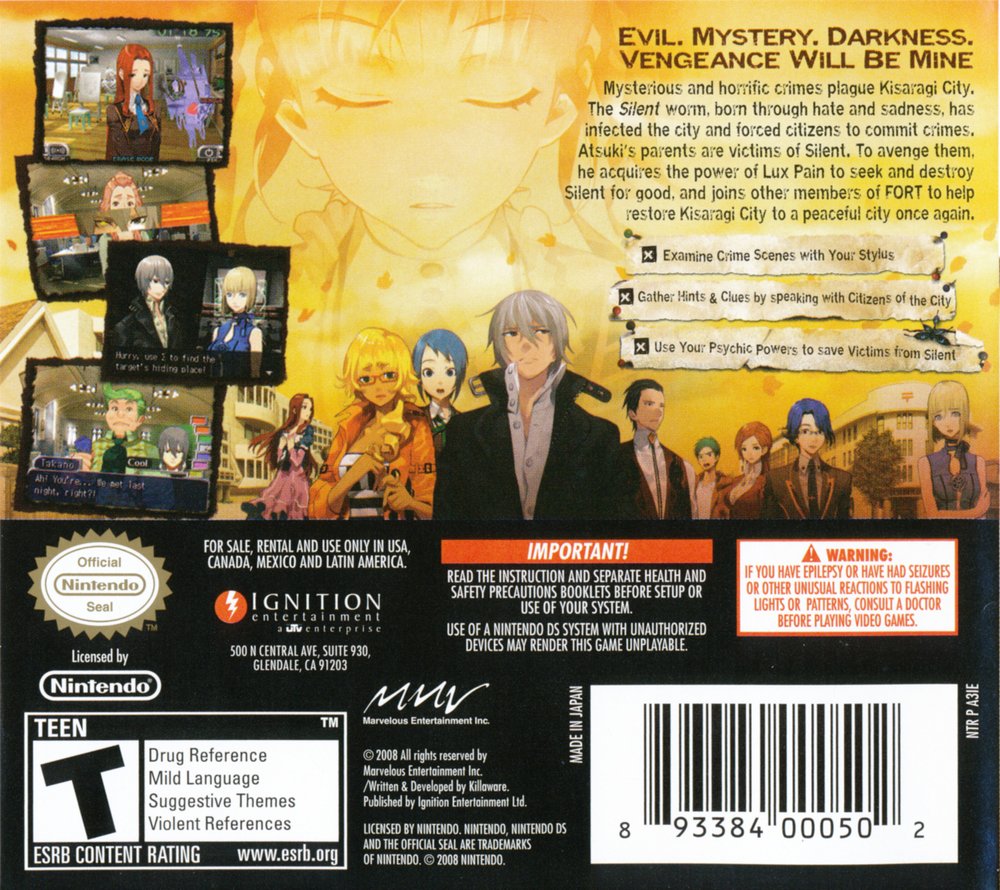 EVIL. MYSTERY. DARKNESS.
VENGEANCE WILL BE MINE
Mysterious and horrific crimes plague Kisaragi City.
The Silent worm, born through hate and sadness, has
infected the city and forced citizens to commit crimes.
Atsuki's parents are victims of Silent. To avenge them,
he acquires the power of Lux Pain to seek and destroy
Silent for good, and joins other members of FORT to help
restore Kisaragi City to a peaceful city once again.
Examine Crime Scenes with Your Stylus
Gather Hints & Clues by speaking with Citizens of the City
Use Your Psychic Powers to save Victims from Silent
ERASE MODE
Hurry, use Σ to find the
target's hiding place!
Takano
Cool
Ah! You're... We met last
night, right?!
Official
Nintendo
Seal
TM
Licensed by
Nintendo®
FOR SALE, RENTAL AND USE ONLY IN USA,
CANADA, MEXICO AND LATIN AMERICA.
IGNITION
entertainment
a UTV enterprise
500 N CENTRAL AVE, SUITE 930,
GLENDALE, CA 91203
IMPORTANT!
READ THE INSTRUCTION AND SEPARATE HEALTH AND
SAFETY PRECAUTIONS BOOKLETS BEFORE SETUP OR
USE OF YOUR SYSTEM.
USE OF A NINTENDO DS SYSTEM WITH UNAUTHORIZED
DEVICES MAY RENDER THIS GAME UNPLAYABLE.
WARNING:
IF YOU HAVE EPILEPSY OR HAVE HAD SEIZURES
OR OTHER UNUSUAL REACTIONS TO FLASHING
LIGHTS OR PATTERNS, CONSULT A DOCTOR
BEFORE PLAYING VIDEO GAMES.
TEEN
TM
T
Drug Reference
Mild Language
Suggestive Themes
Violent References
ESRB CONTENT RATING
www.esrb.org
MMV
Marvelous Entertainment Inc.
© 2008 All rights reserved by
Marvelous Entertainment Inc.
/Written & Developed by Killaware.
Published by Ignition Entertainment Ltd.
LICENSED BY NINTENDO. NINTENDO, NINTENDO DS
AND THE OFFICIAL SEAL ARE TRADEMARKS
OF NINTENDO. © 2008 NINTENDO.
MADE IN JAPAN
NTR P A3IE
8 93384 00050 2